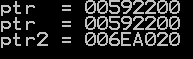 ptr  = 00592200
ptr  = 00592200
ptr2 = 006EA020